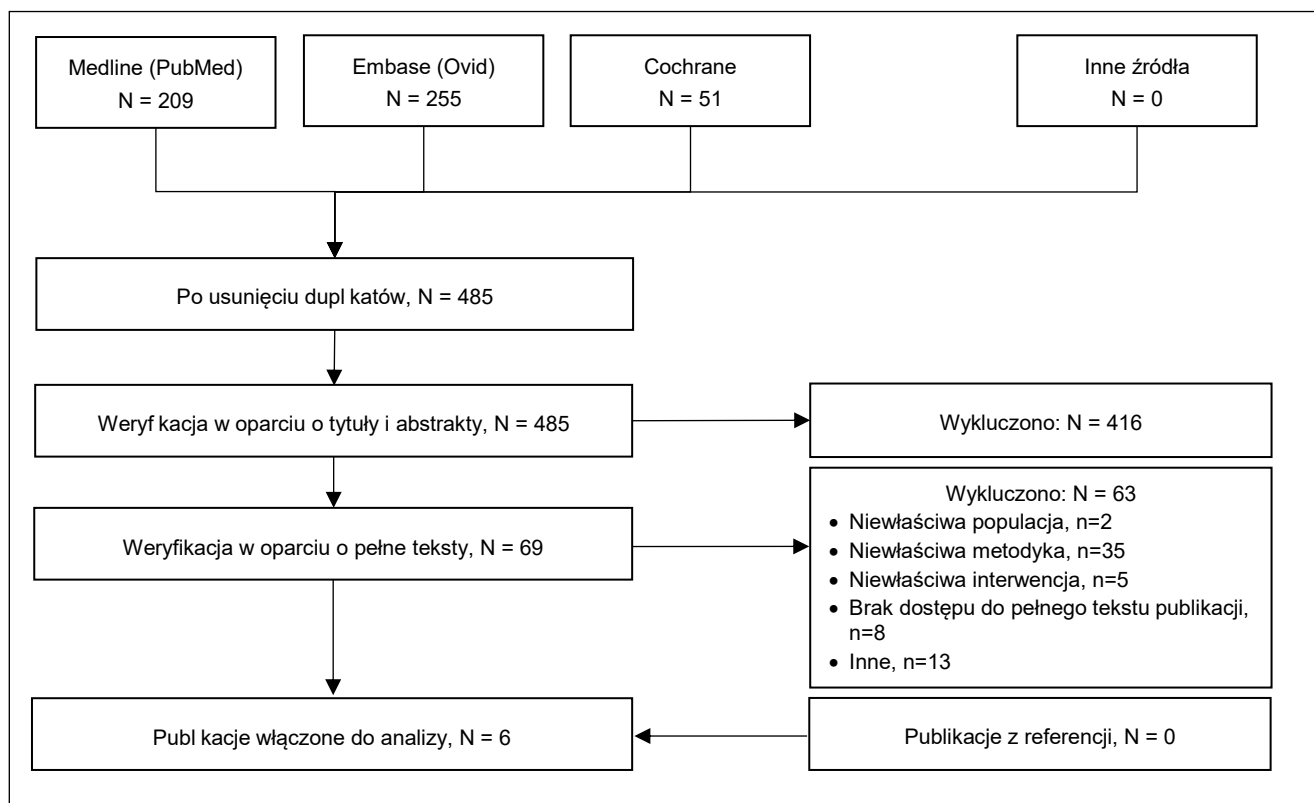 Medline (PubMed)
N = 209
Embase (Ovid)
N = 255
Cochrane
N = 51
Inne źródła
N = 0
Po usunięciu dupl katów, N = 485
Weryf kacja w oparciu o tytuły i abstrakty, N = 485
Wykluczono: N = 416
Weryfikacja w oparciu o pełne teksty, N = 69
Wykluczono: N = 63
• Niewłaściwa populacja, n=2
• Niewłaściwa metodyka, n=35
• Niewłaściwa interwencja, n=5
• Brak dostępu do pełnego tekstu publikacji,
n=8
• Inne, n=13
Publ kacje włączone do analizy, N = 6
Publikacje z referencji, N = 0